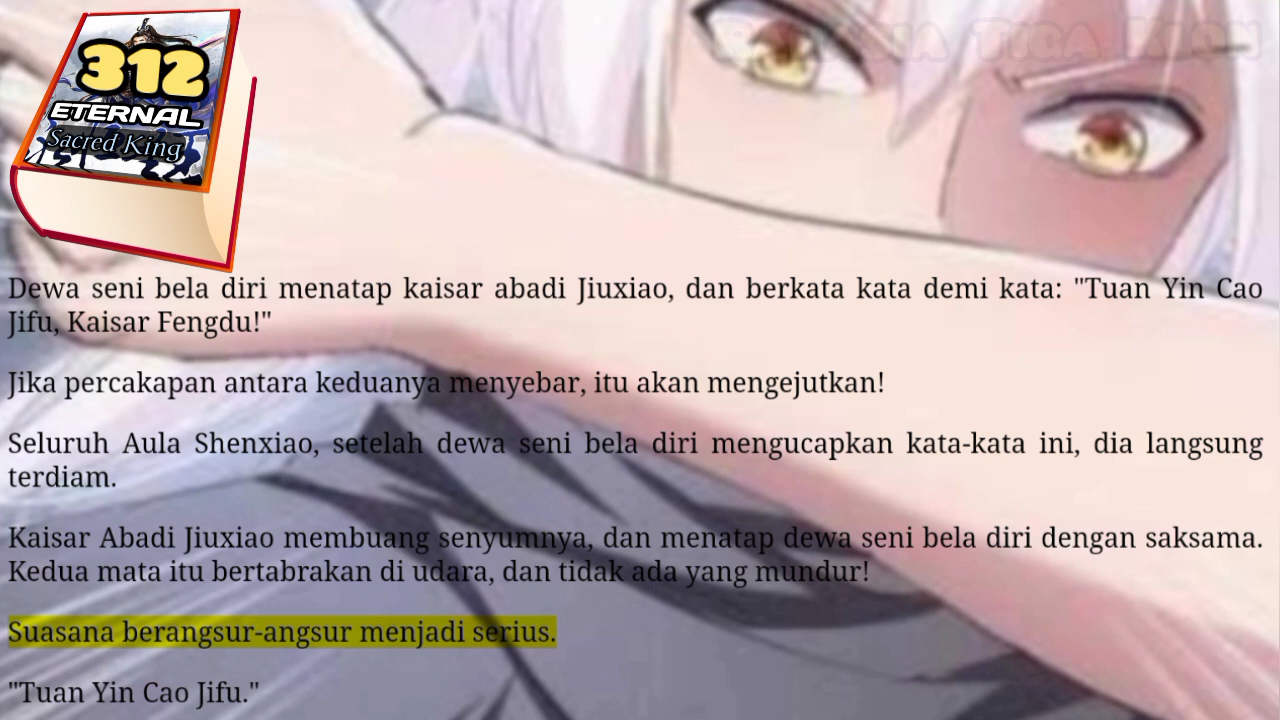 312
ETERNAL
Sacred King
Dewa seni bela diri menatap kaisar abadi Jiuxiao, dan berkata kata demi kata: "Tuan Yin Cao
Jifu, Kaisar Fengdu!"
Jika percakapan antara keduanya menyebar, itu akan mengejutkan!
Seluruh Aula Shenxiao, setelah dewa seni bela diri mengucapkan kata-kata ini, dia langsung
terdiam.
Kaisar Abadi Jiuxiao membuang senyumnya, dan menatap dewa seni bela diri dengan saksama.
Kedua mata itu bertabrakan di udara, dan tidak ada yang mundur!
Suasana berangsur-angsur menjadi serius.
"Tuan Yin Cao Jifu."